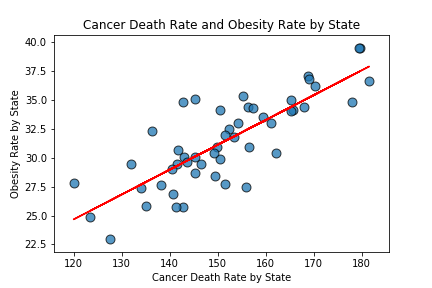 Cancer Death Rate and Obesity Rate by State
Obesity Rate by State
40.0
37.5
35.0
32.5
30.0
27.5
25.0
22.5
120 130 140 150 160 170 180
Cancer Death Rate by State